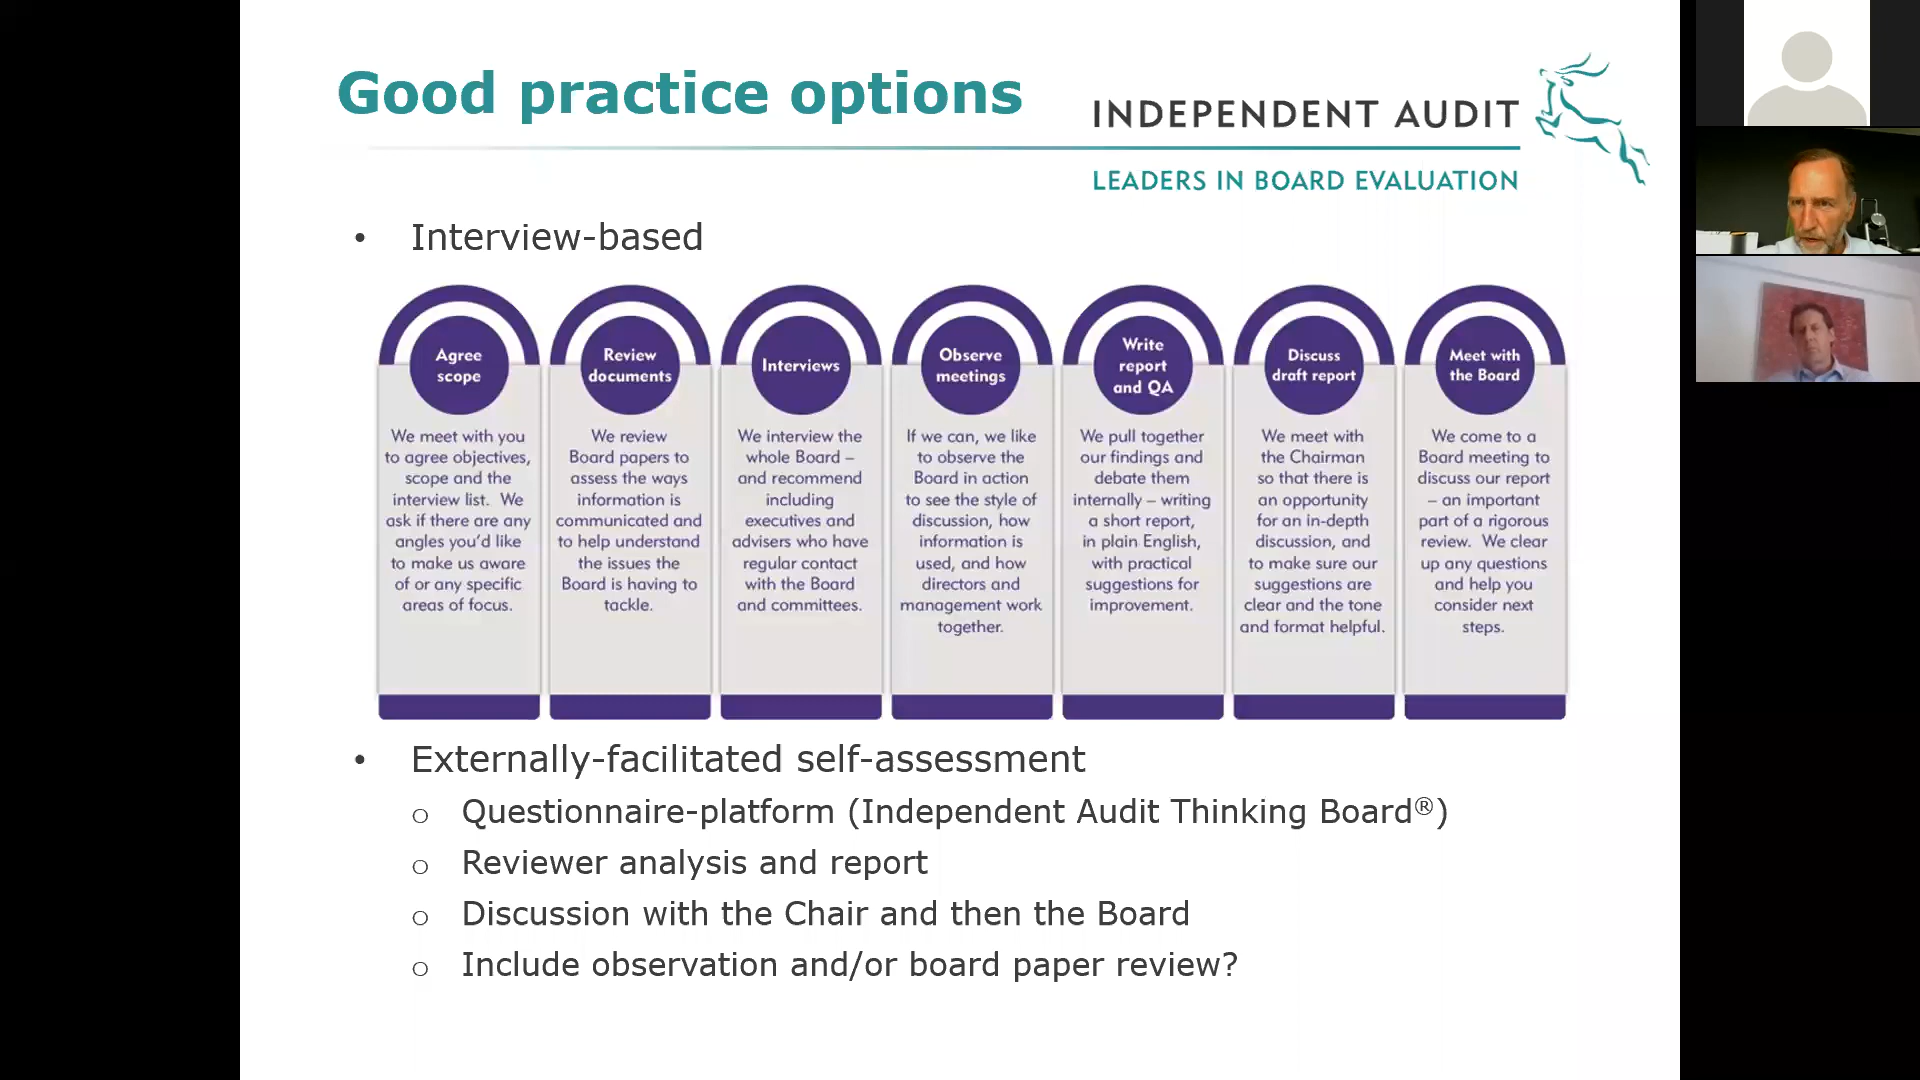 Good practice options
INDEPENDENT AUDIT
LEADERS IN BOARD EVALUATION
• Interview-based
Agree
scope
We meet with you
to agree objectives,
scope and the
interview list. We
ask if there are any
angles you’d like
to make us aware
of or any specific
areas of focus.
Review
documents
We review
Board papers to
assess the ways
information is
communicated and
to help understand
the issues the
Board is having to
tackle.
Interviews
We interview the
whole Board –
and recommend
including
executives and
advisers who have
regular contact
with the Board
and committees.
Observe
meetings
If we can, we like
to observe the
Board in action
to see the style of
discussion, how
information is
used, and how
directors and
management work
together.
Write
report
and QA
We pull together
our findings and
debate them
internally – writing
a short report,
in plain English,
with practical
suggestions for
improvement.
Discuss
draft report
We meet with
the Chairman
so that there is
an opportunity
for an in-depth
discussion, and
to make sure our
suggestions are
clear and the tone
and format helpful.
Meet with
the Board
We come to a
Board meeting to
discuss our report
– an important
part of a rigorous
review. We clear
up any questions
and help you
consider next
steps.
• Externally-facilitated self-assessment
o Questionnaire-platform (Independent Audit Thinking Board®)
o Reviewer analysis and report
o Discussion with the Chair and then the Board
o Include observation and/or board paper review?